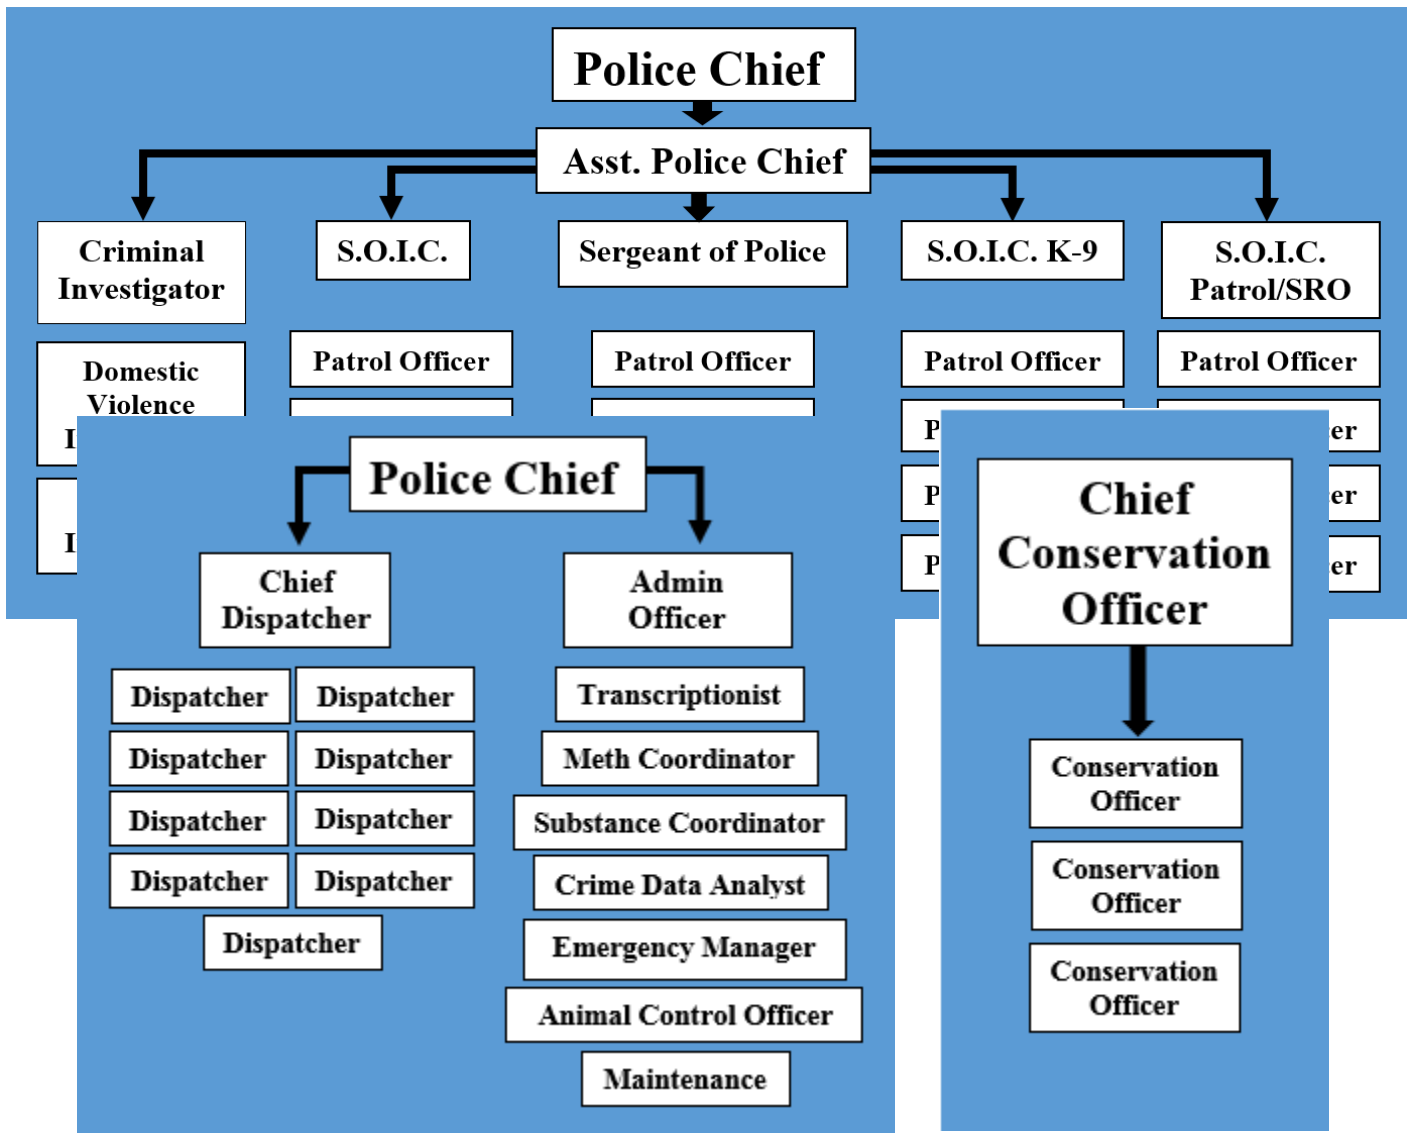 Police Chief
Asst. Police Chief
Criminal
Investigator
S.O.I.C.
Sergeant of Police
S.O.I.C. K-9
S.O.I.C.
Patrol/SRO
Domestic
Violence
Patrol Officer
Patrol Officer
Patrol Officer
Patrol Officer
Police Chief
Chief
Dispatcher
Admin
Officer
Dispatcher
Dispatcher
Dispatcher
Dispatcher
Dispatcher
Dispatcher
Dispatcher
Dispatcher
Dispatcher
Transcriptionist
Meth Coordinator
Substance Coordinator
Crime Data Analyst
Emergency Manager
Animal Control Officer
Maintenance
Chief
Conservation
Officer
Conservation
Officer
Conservation
Officer
Conservation
Officer